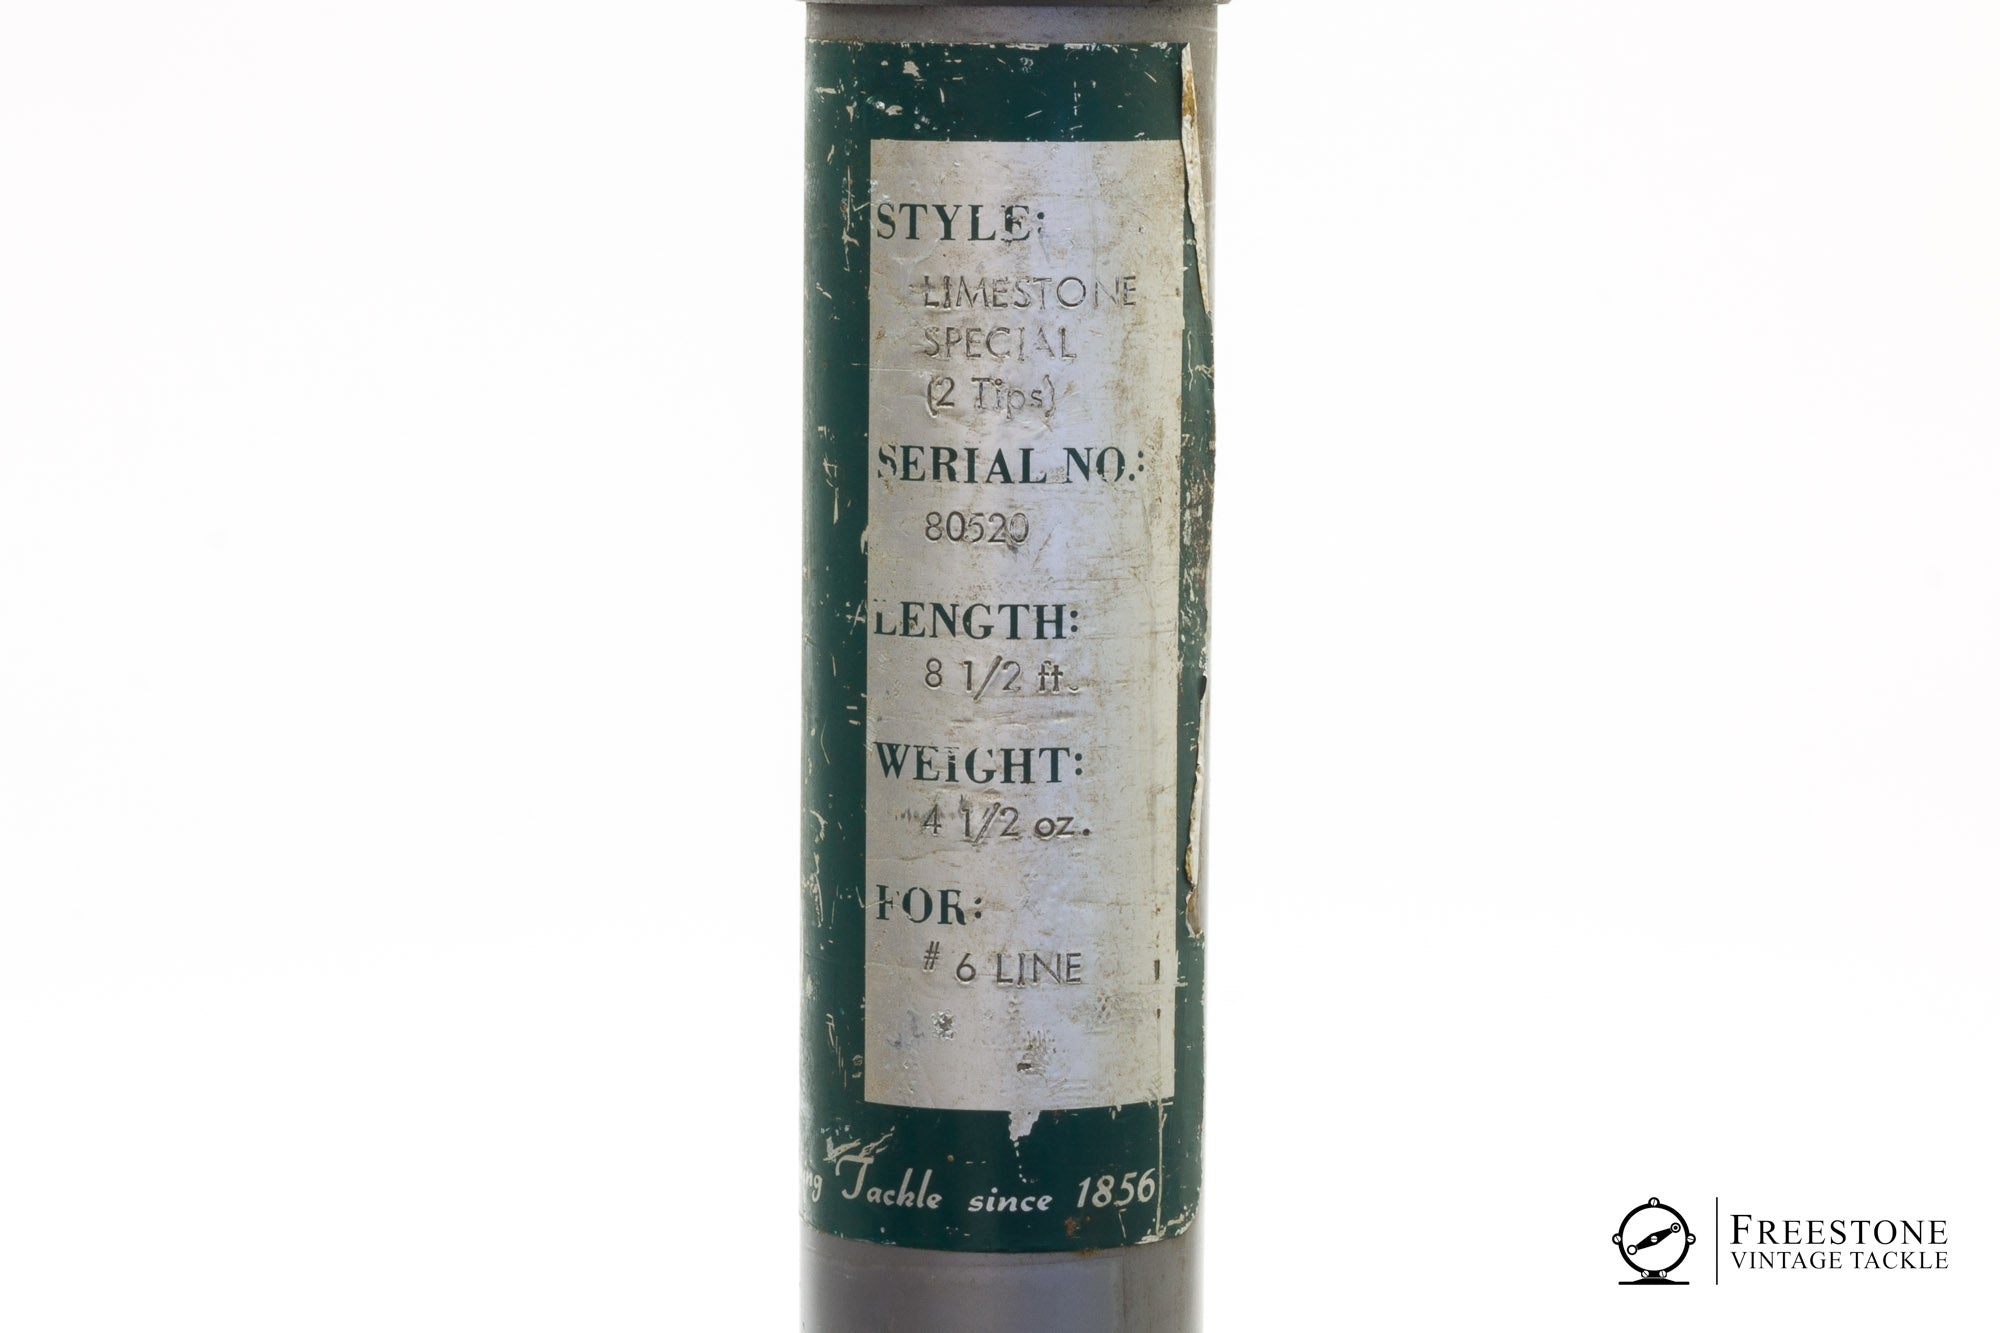 STYLE:
LIMESTONE
SPECIAL
(2 Tips)
SERIAL NO.:
80520
LENGTH:
8 1/2 ft.
WEIGHT:
4 1/2 oz.
FOR:
# 6 LINE
Tackle since 1856
FREESTONE
VINTAGE TACKLE